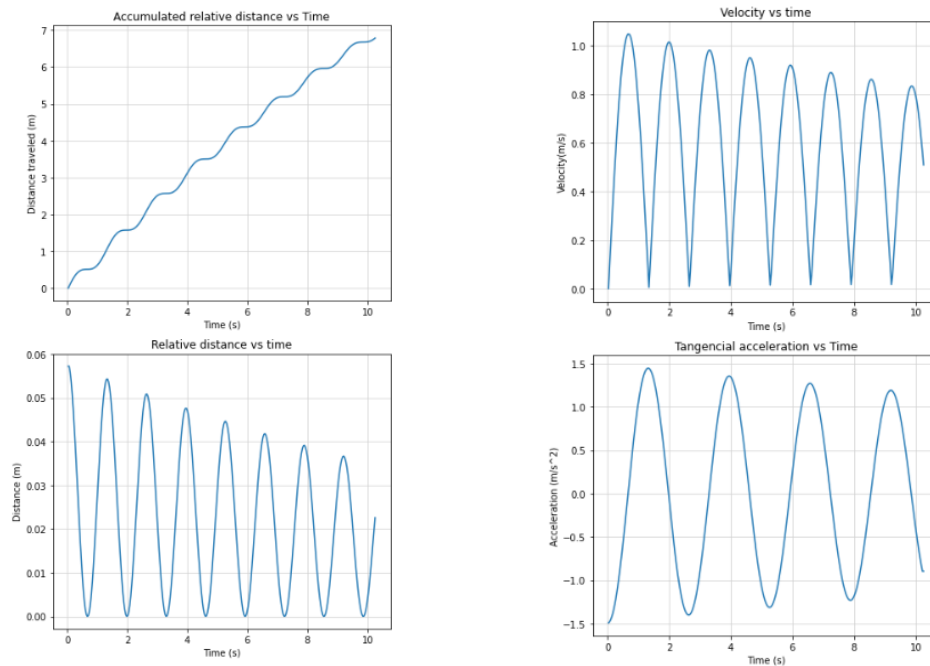 Accumulated relative distance vs Time
Distance traveled (m)
7
6
5
4
3
2
1
0
0 2 4 6 8 10
Time (s)
Velocity vs time
Velocity(m/s)
1.0
0.8
0.6
0.4
0.2
0.0
0 2 4 6 8 10
Time (s)
Relative distance vs time
Distance (m)
0.06
0.05
0.04
0.03
0.02
0.01
0.00
0 2 4 6 8 10
Time (s)
Tangencial acceleration vs Time
Acceleration (m/s^2)
1.5
1.0
0.5
0.0
−0.5
−1.0
−1.5
0 2 4 6 8 10
Time (s)